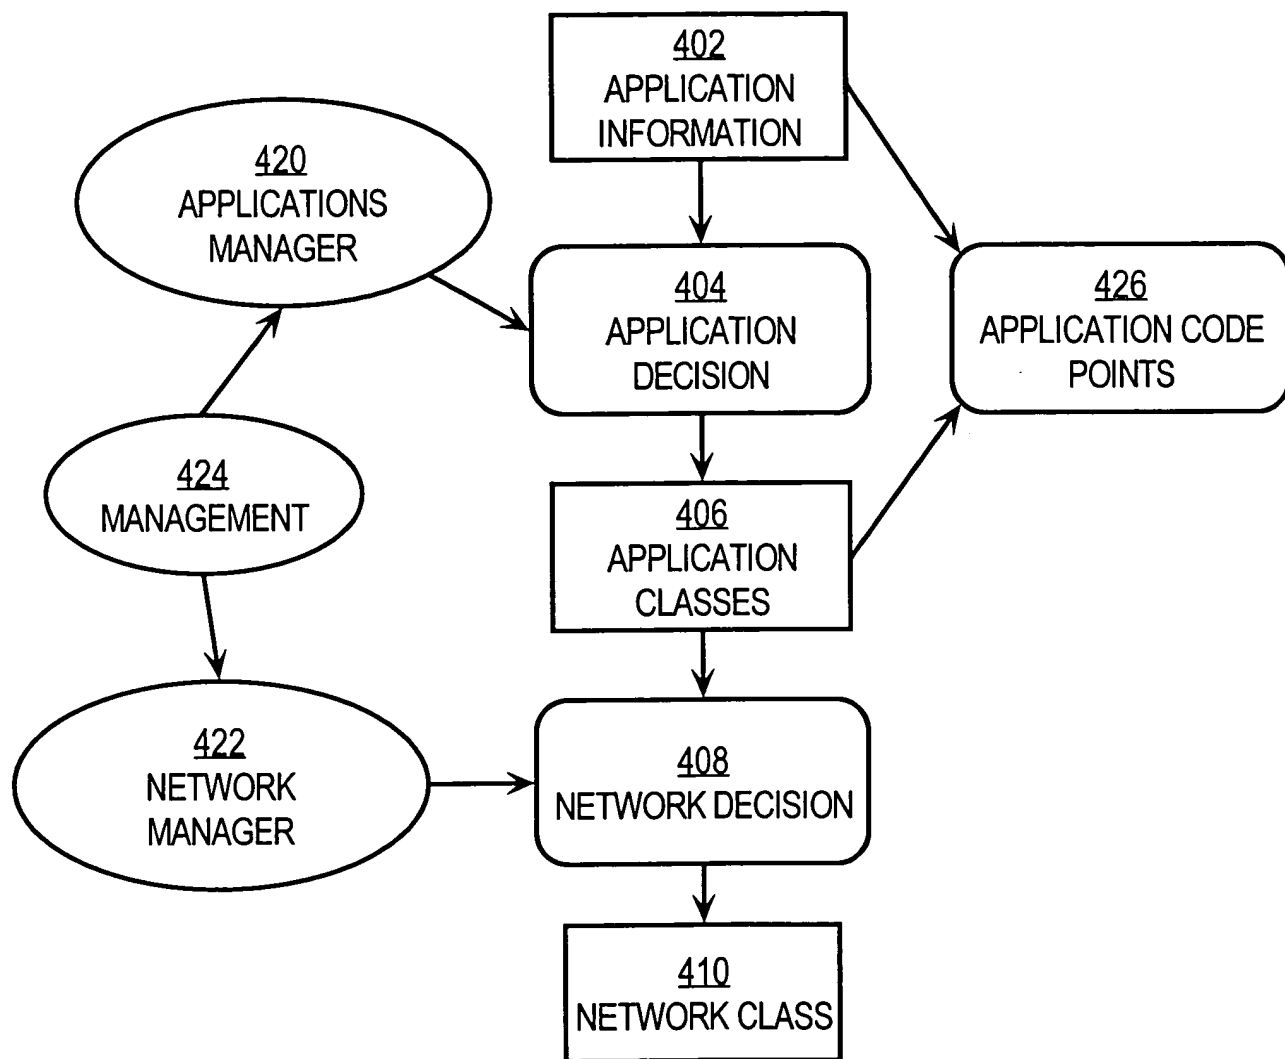 402
APPLICATION
INFORMATION
420
APPLICATIONS
MANAGER
404
APPLICATION
DECISION
426
APPLICATION CODE
POINTS
424
MANAGEMENT
406
APPLICATION
CLASSES
422
NETWORK
MANAGER
408
NETWORK DECISION
410
NETWORK CLASS